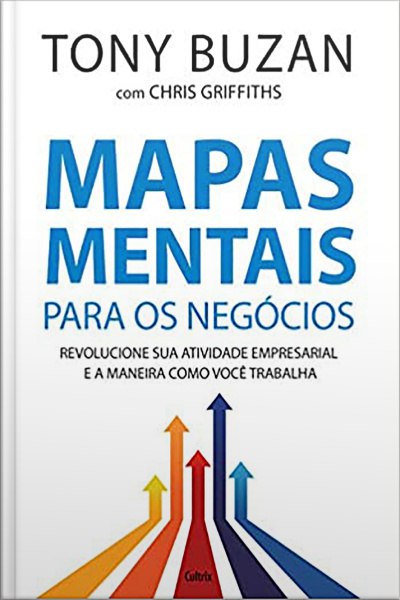 TONY BUZAN
com CHRIS GRIFFITHS
MAPAS
MENTAIS
PARA OS NEGÓCIOS
REVOLUCIONE SUA ATIVIDADE EMPRESARIAL
E A MANEIRA COMO VOCÊ TRABALHA
Cultrix